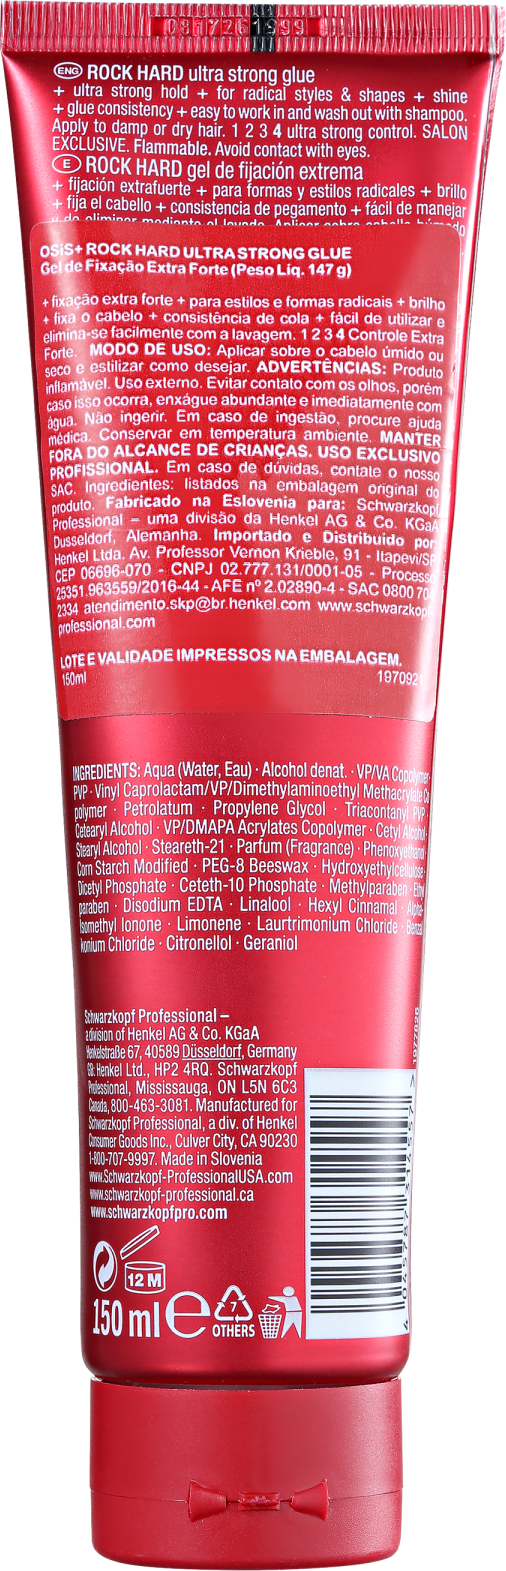 ENG ROCK HARD ultra strong glue
+ ultra strong hold + for radical styles & shapes + shine
+ glue consistency + easy to work in and wash out with shampoo.
Apply to damp or dry hair. 1 2 3 4 ultra strong control. SALON
EXCLUSIVE. Flammable. Avoid contact with eyes.
E ROCK HARD gel de fijación extrema
+ fijación extrafuerte + para formas y estilos radicales + brillo
+ fija el cabello + consistencia de pegamento + fácil de manejar
y de eliminar mediante el lavado. Aplicar sobre cabello húmedo
OSiS+ ROCK HARD ULTRA STRONG GLUE
Gel de Fixação Extra Forte (Peso Líq. 147 g)
+ fixação extra forte + para estilos e formas radicais + brilho
+ fixa o cabelo + consistência de cola + fácil de utilizar e
elimina-se facilmente com a lavagem. 1 2 3 4 Controle Extra
Forte. MODO DE USO: Aplicar sobre o cabelo úmido ou
seco e estilizar como desejar. ADVERTÊNCIAS: Produto
inflamável. Uso externo. Evitar contato com os olhos, porém
caso isso ocorra, enxágue abundante e imediatamente com
água. Não ingerir. Em caso de ingestão, procure ajuda
médica. Conservar em temperatura ambiente. MANTER
FORA DO ALCANCE DE CRIANÇAS. USO EXCLUSIVO
PROFISSIONAL. Em caso de dúvidas, contate o nosso
SAC. Ingredientes: listados na embalagem original do
produto. Fabricado na Eslovenia para: Schwarzkopf
Professional – uma divisão da Henkel AG & Co. KGaA
Dusseldorf, Alemanha. Importado e Distribuido por
Henkel Ltda. Av. Professor Vernon Krieble, 91 - Itapevi/SP
CEP 06696-070 - CNPJ 02.777.131/0001-05 - Processo
25351.963559/2016-44 - AFE nº 2.02890-4 - SAC 0800 704
2334 atendimento.skp@br.henkel.com www.schwarzkopf
professional.com
LOTE E VALIDADE IMPRESSOS NA EMBALAGEM.
150ml 1970921
INGREDIENTS: Aqua (Water, Eau) · Alcohol denat. · VP/VA Copolymer ·
PVP · Vinyl Caprolactam/VP/Dimethylaminoethyl Methacrylate Co
polymer · Petrolatum · Propylene Glycol · Triacontanyl PVP ·
Cetearyl Alcohol · VP/DMAPA Acrylates Copolymer · Cetyl Alcohol ·
Stearyl Alcohol · Steareth-21 · Parfum (Fragrance) · Phenoxyethanol ·
Corn Starch Modified · PEG-8 Beeswax · Hydroxyethylcellulose ·
Dicetyl Phosphate · Ceteth-10 Phosphate · Methylparaben · Ethyl
paraben · Disodium EDTA · Linalool · Hexyl Cinnamal · Alpha-
Isomethyl Ionone · Limonene · Laurtrimonium Chloride · Benzal
konium Chloride · Citronellol · Geraniol
Schwarzkopf Professional –
a division of Henkel AG & Co. KGaA
Henkelstraße 67, 40589 Düsseldorf, Germany
GB: Henkel Ltd., HP2 4RQ. Schwarzkopf
Professional, Mississauga, ON L5N 6C3
Canada, 800-463-3081. Manufactured for
Schwarzkopf Professional, a div. of Henkel
Consumer Goods Inc., Culver City, CA 90230
1-800-707-9997. Made in Slovenia
www.Schwarzkopf-ProfessionalUSA.com
www.schwarzkopf-professional.ca
www.schwarzkopfpro.com
12 M
150 ml e
7
OTHERS